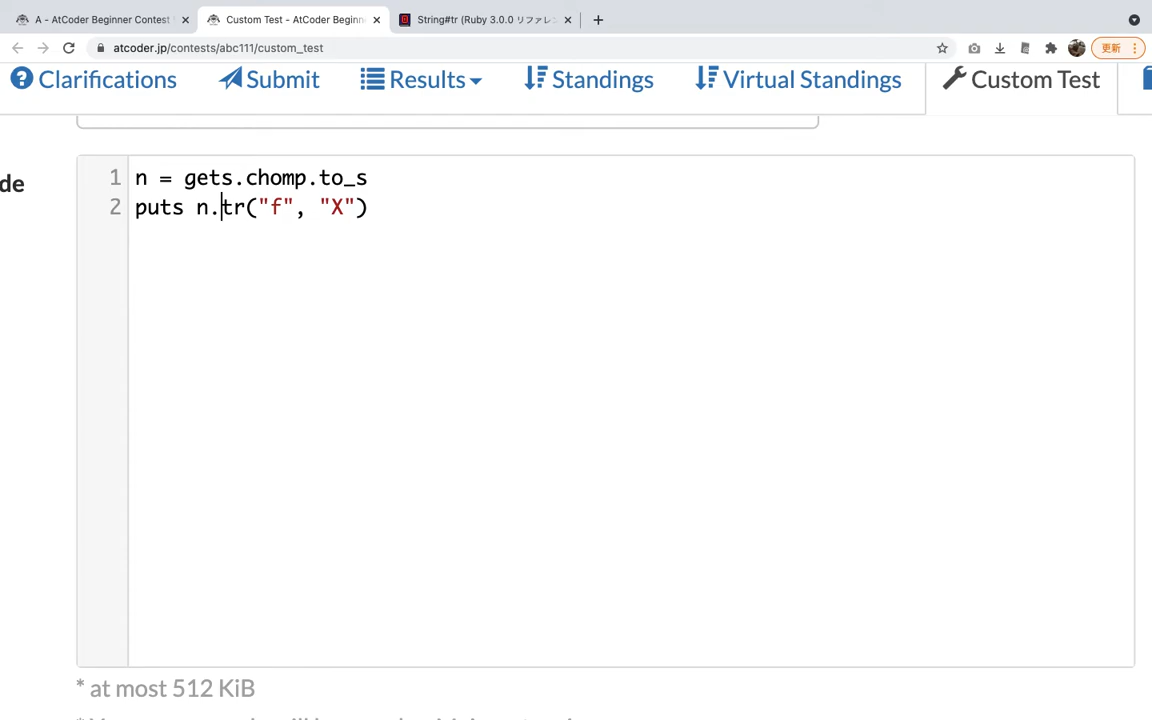 A - AtCoder Beginner Contest
Custom Test - AtCoder Beginn
String#tr (Ruby 3.0.0 リファレ
atcoder.jp/contests/abc111/custom_test
更新
Clarifications
Submit
Results
Standings
Virtual Standings
Custom Test
de
1 n = gets.chomp.to_s
2 puts n.tr("f", "X")
* at most 512 KiB